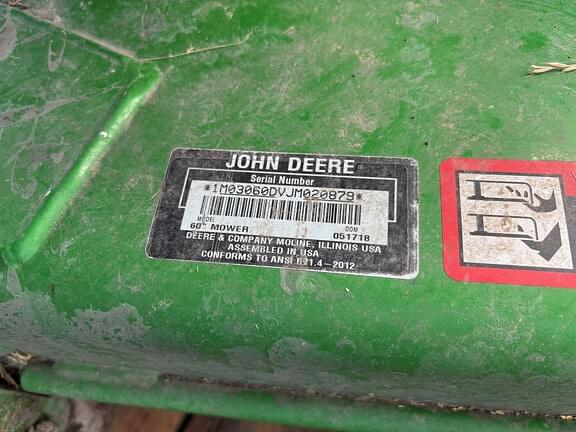 JOHN DEERE
Serial Number
*1M03060DVJM020879*
MODEL DOM
60" MOWER 051718
DEERE & COMPANY MOLINE, ILLINOIS USA
ASSEMBLED IN USA
CONFORMS TO ANSI B71.4-2012